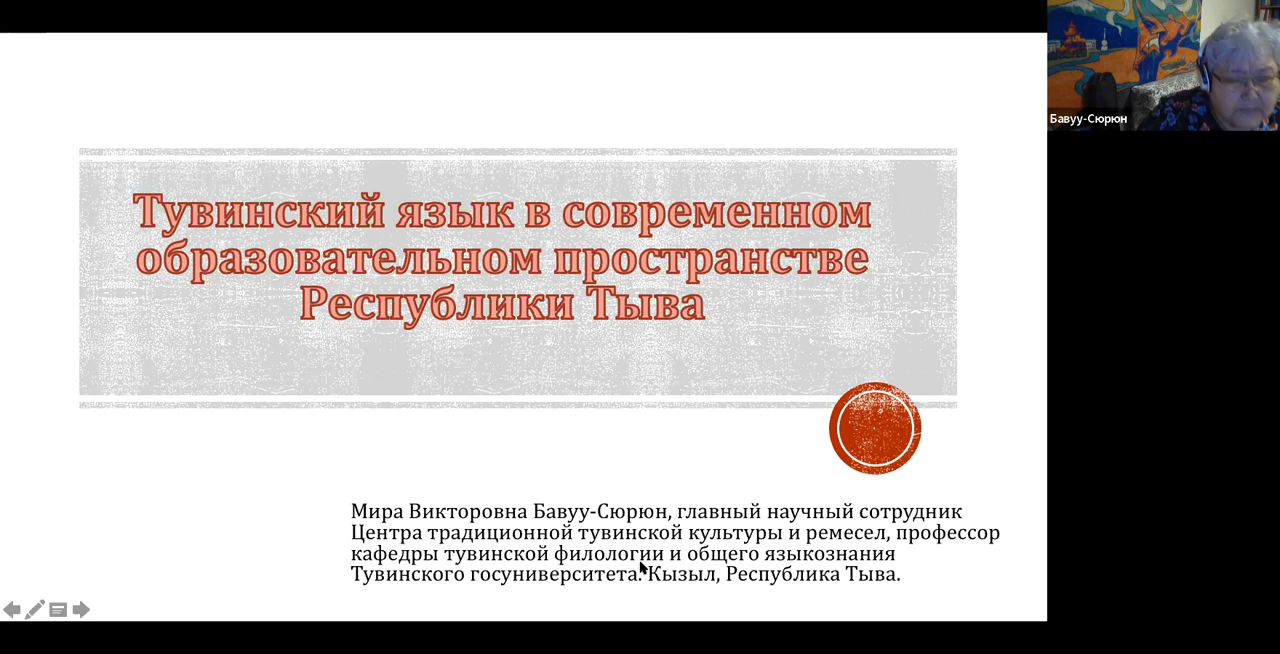 Бавуу-Сюрюн
Тувинский язык в современном
образовательном пространстве
Республики Тыва
Мира Викторовна Бавуу-Сюрюн, главный научный сотрудник
Центра традиционной тувинской культуры и ремесел, профессор
кафедры тувинской филологии и общего языкознания
Тувинского госуниверситета. Кызыл, Республика Тыва.